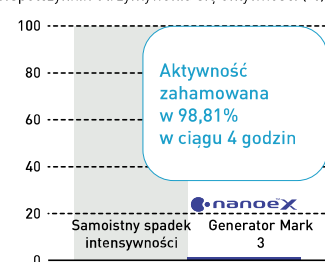 100
80
Aktywność
zahamowana
w 98,81%
w ciągu 4 godzin
60
40
nanoeX
20
Samoistny spadek
intensywności
Generator Mark
3
0